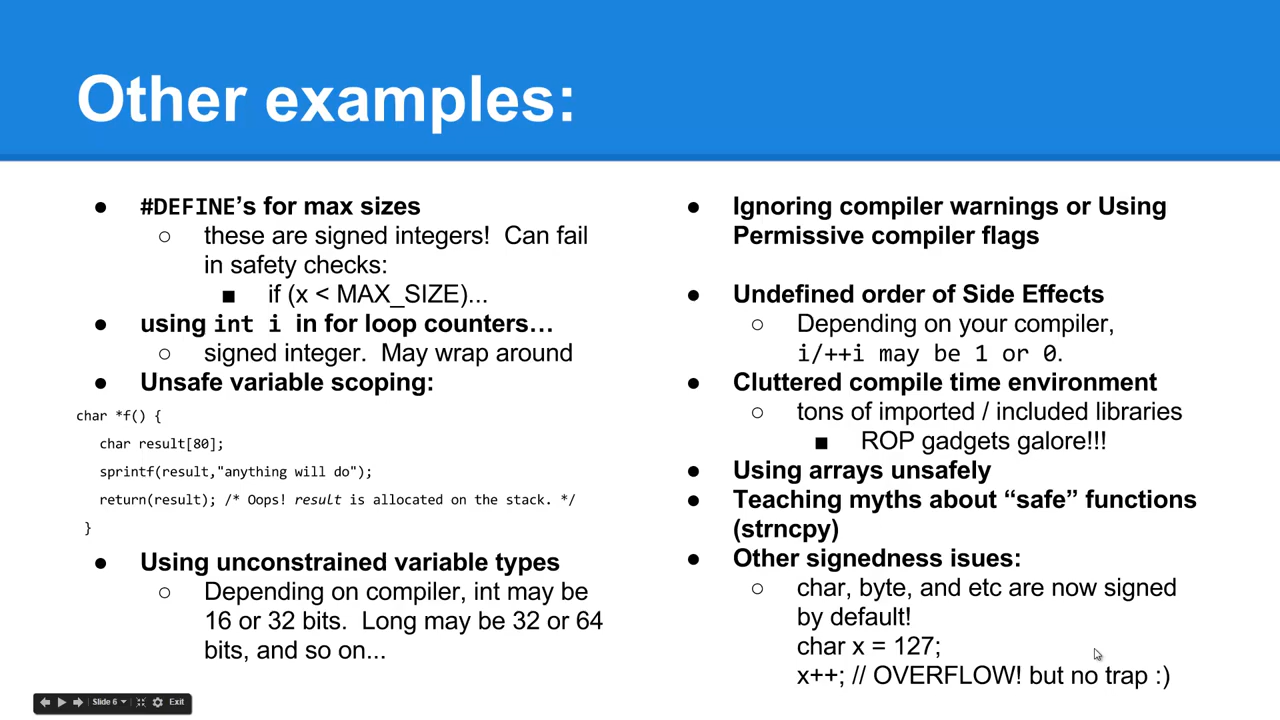 Other examples:
● #DEFINE's for max sizes
○ these are signed integers! Can fail
in safety checks:
■ if (x < MAX_SIZE)...
● using int i in for loop counters…
○ signed integer. May wrap around
● Unsafe variable scoping:
char *f() {
char result[80];
sprintf(result,"anything will do");
return(result); /* Oops! result is allocated on the stack. */
}
● Using unconstrained variable types
○ Depending on compiler, int may be
16 or 32 bits. Long may be 32 or 64
bits, and so on...
● Ignoring compiler warnings or Using
Permissive compiler flags
● Undefined order of Side Effects
○ Depending on your compiler,
i/++i may be 1 or 0.
● Cluttered compile time environment
○ tons of imported / included libraries
■ ROP gadgets galore!!!
● Using arrays unsafely
● Teaching myths about “safe” functions
(strncpy)
● Other signedness isues:
○ char, byte, and etc are now signed
by default!
char x = 127;
x++; // OVERFLOW! but no trap :)
Slide 6
Exit